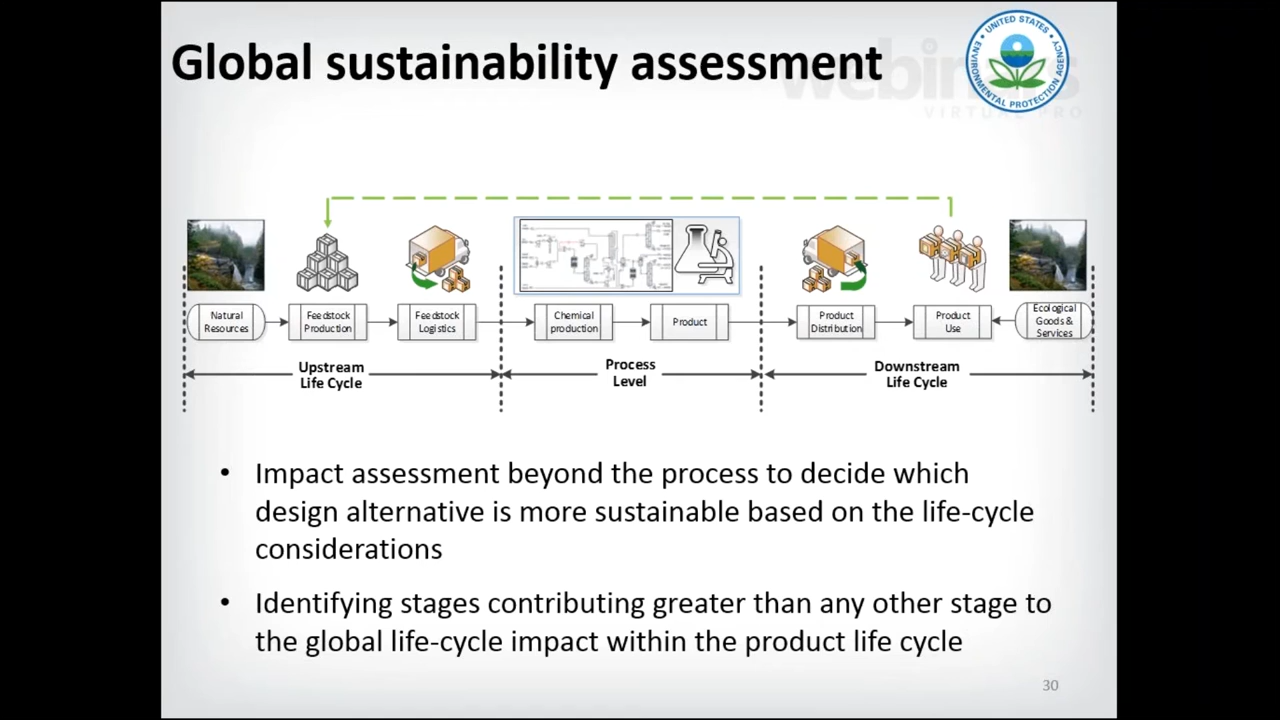 Global sustainability assessment
webinars
VIRTUAL PRO
UNITED STATES
ENVIRONMENTAL PROTECTION AGENCY
Natural
Resources
Feedstock
Production
Feedstock
Logistics
Chemical
production
Product
Product
Distribution
Product
Use
Ecological
Goods &
Services
Upstream
Life Cycle
Process
Level
Downstream
Life Cycle
• Impact assessment beyond the process to decide which
design alternative is more sustainable based on the life-cycle
considerations
• Identifying stages contributing greater than any other stage to
the global life-cycle impact within the product life cycle
30